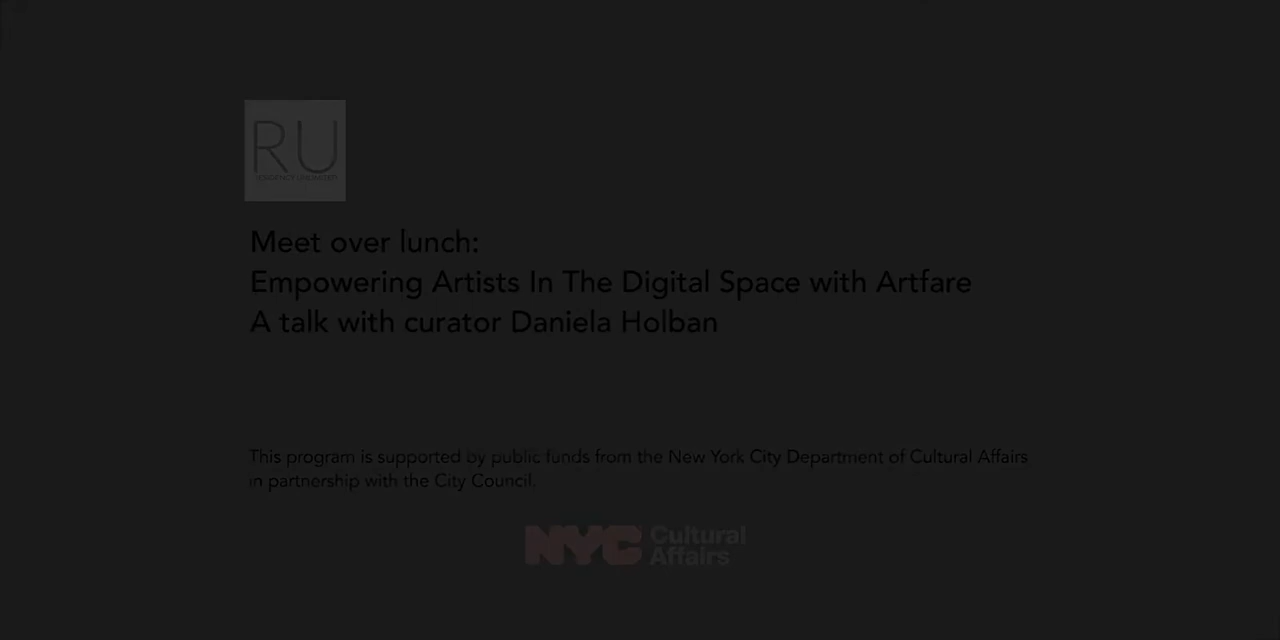 RU
RESIDENCY UNLIMITED
Meet over lunch:
Empowering Artists In The Digital Space with Artfare
A talk with curator Daniela Holban
This program is supported by public funds from the New York City Department of Cultural Affairs
in partnership with the City Council.
NYC Cultural
Affairs